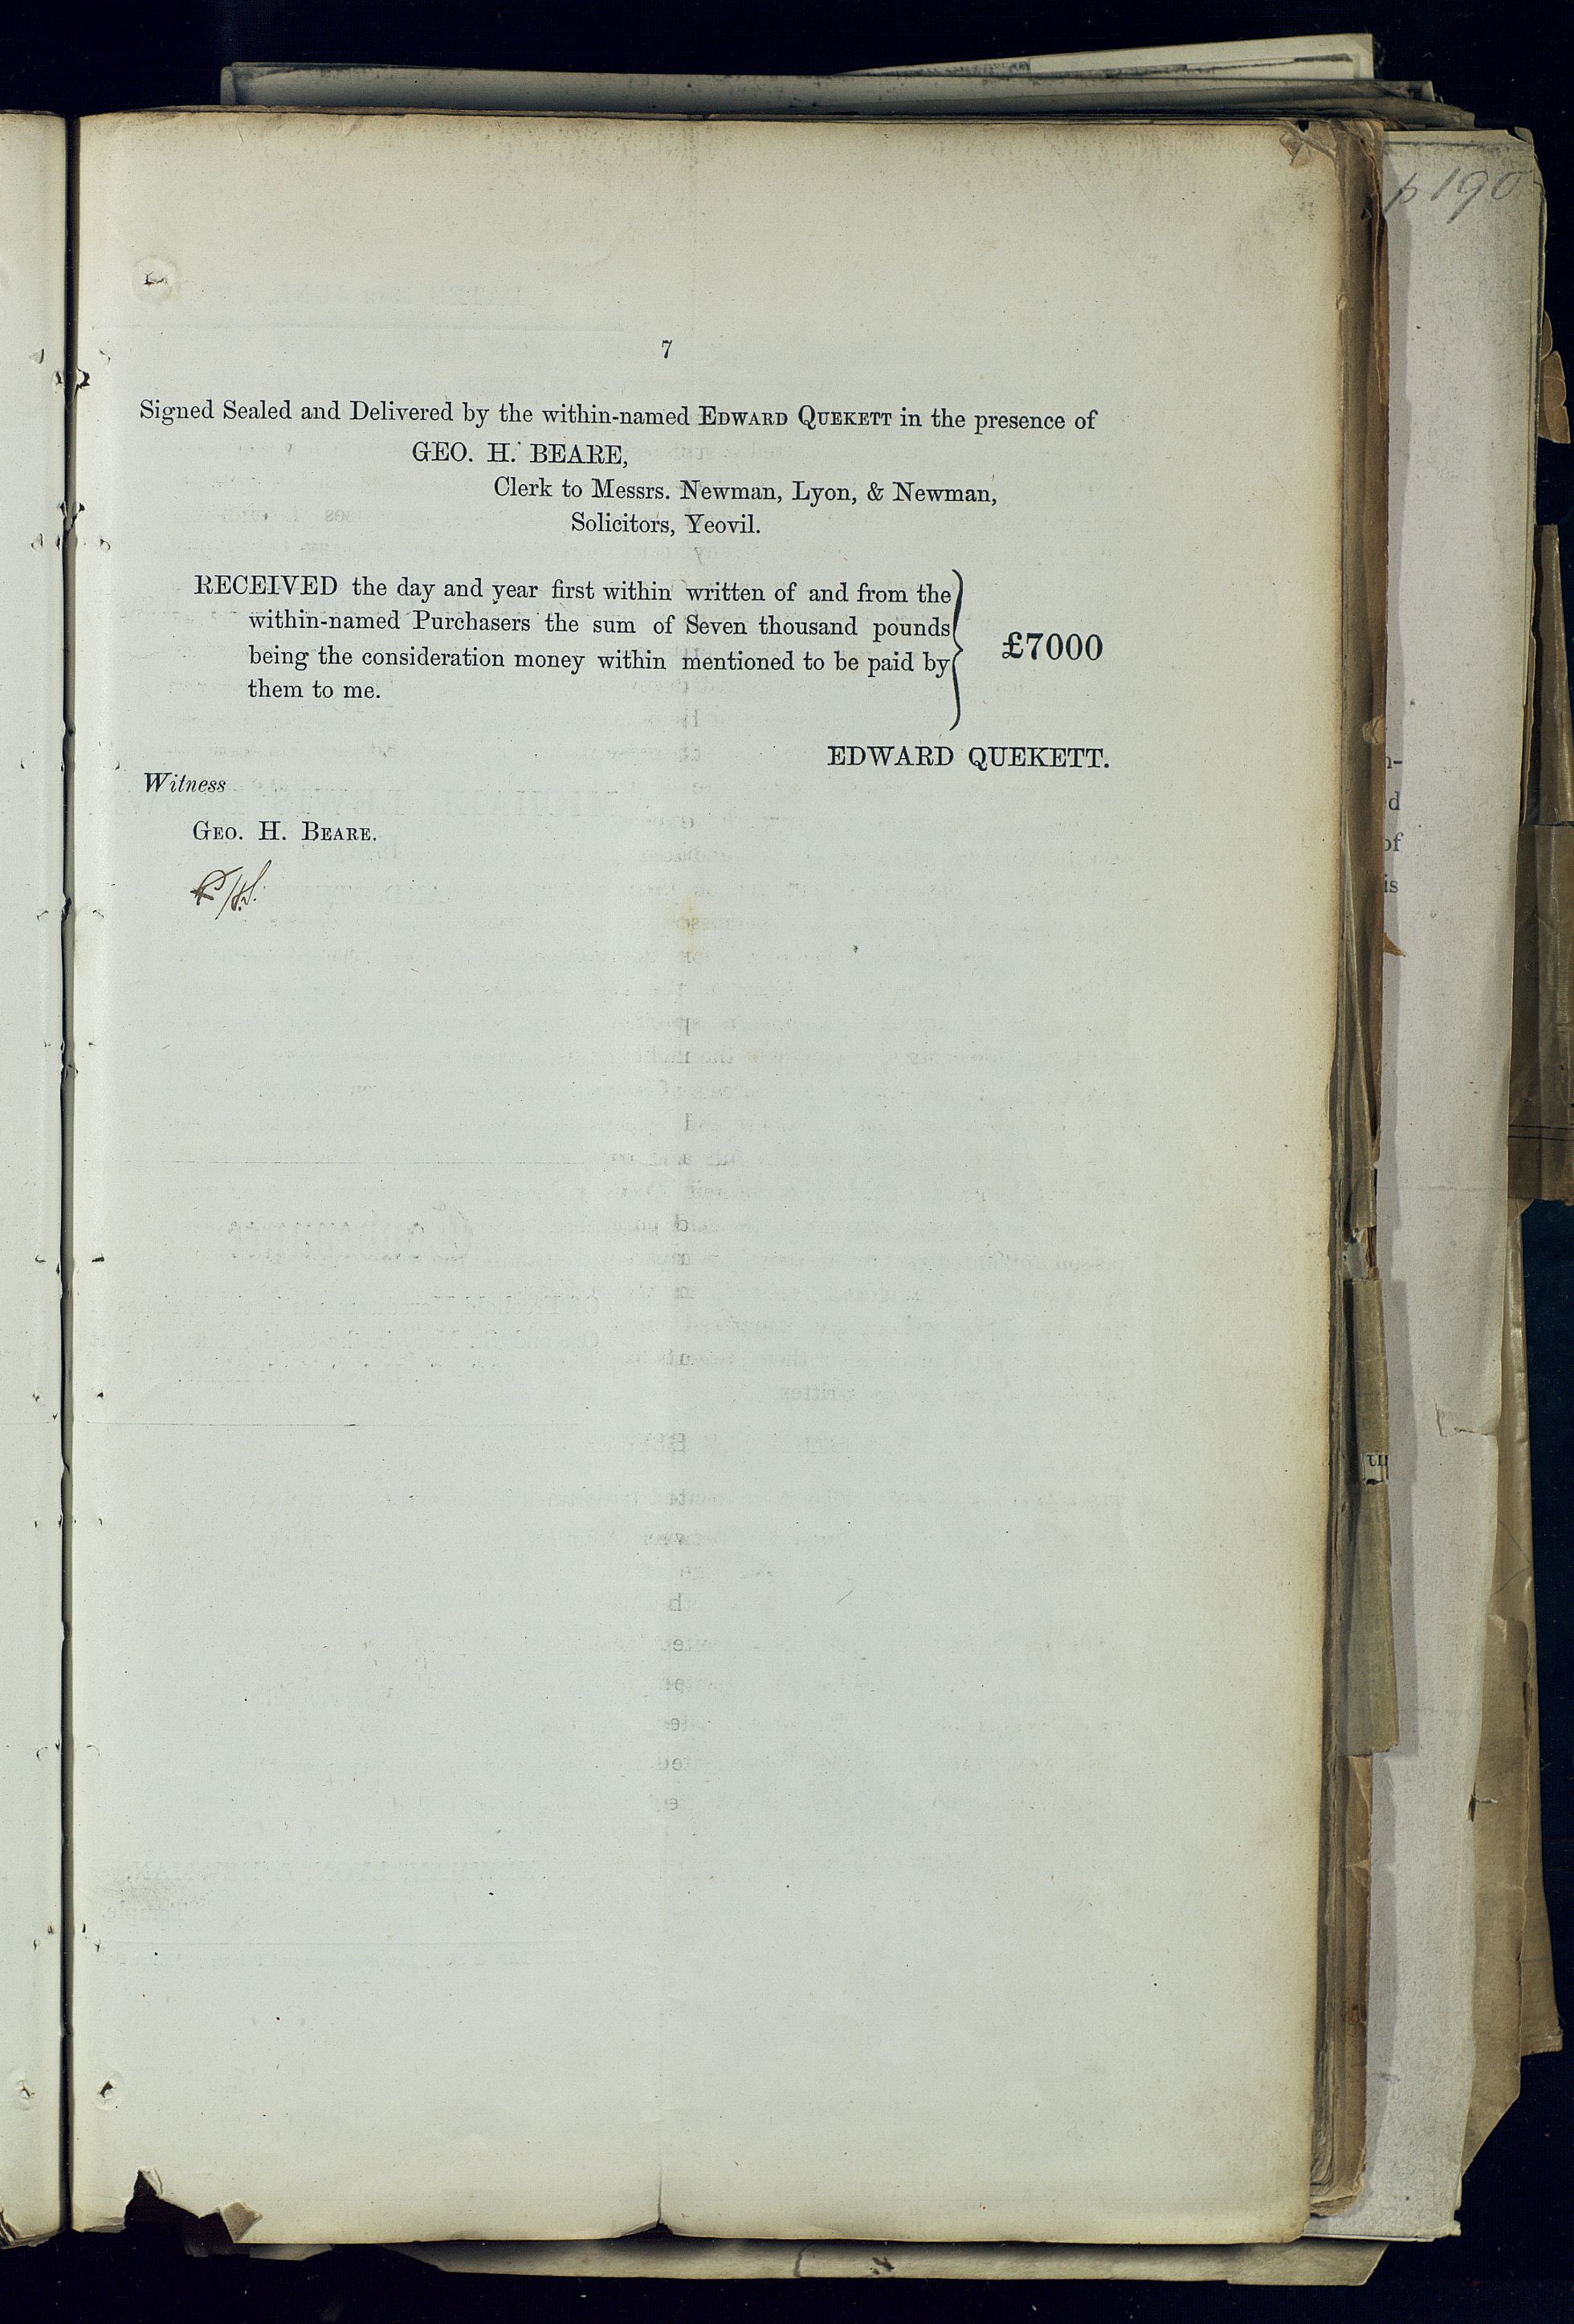 p 190
7
Signed Sealed and Delivered by the within-named EDWARD QUEKETT in the presence of
GEO. H. BEARE,
Clerk to Messrs. Newman, Lyon, & Newman,
Solicitors, Yeovil.
RECEIVED the day and year first within written of and from the
within-named Purchasers the sum of Seven thousand pounds
being the consideration money within mentioned to be paid by
them to me.
£7000
EDWARD QUEKETT.
Witness
GEO. H. BEARE.